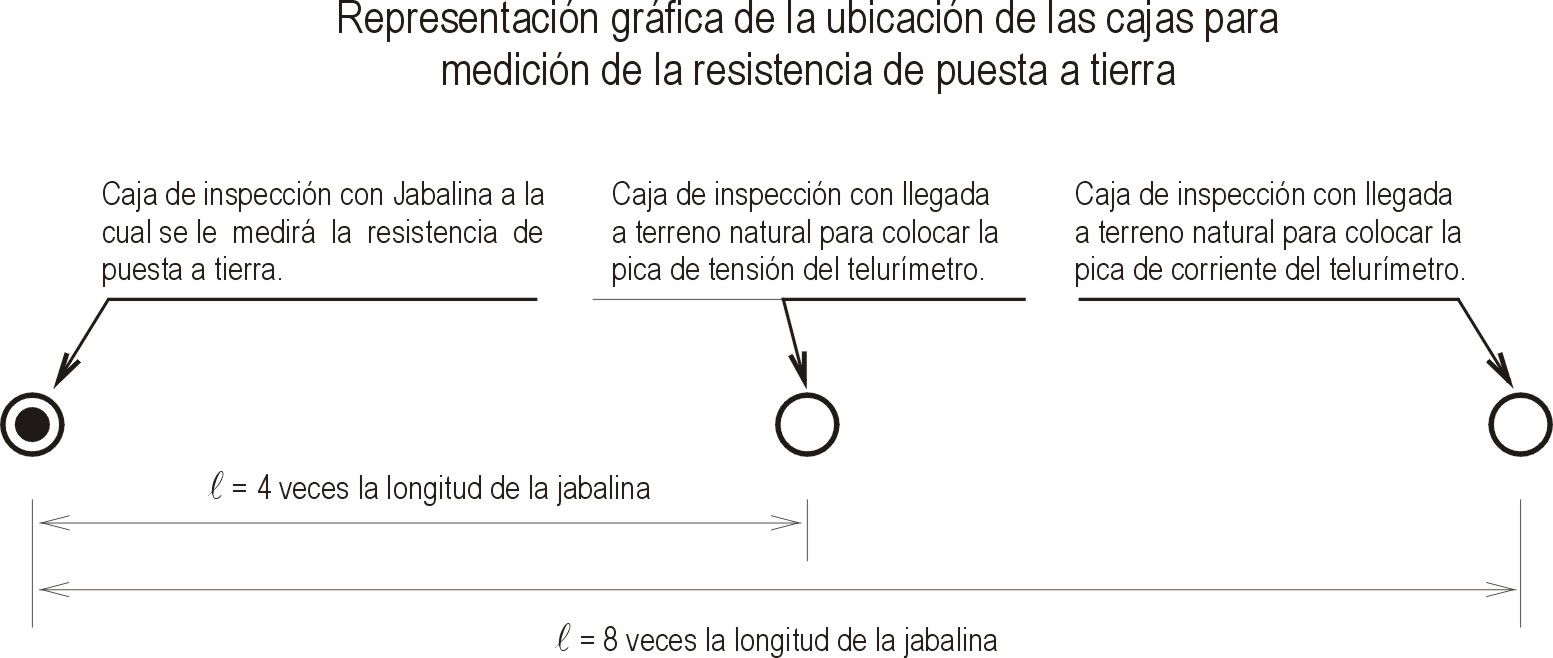 Representación gráfica de la ubicación de las cajas para
medición de la resistencia de puesta a tierra
Caja de inspección con Jabalina a la
cual se le medirá la resistencia de
puesta a tierra.
Caja de inspección con llegada
a terreno natural para colocar la
pica de tensión del telurímetro.
Caja de inspección con llegada
a terreno natural para colocar la
pica de corriente del telurímetro.
ℓ = 4 veces la longitud de la jabalina
ℓ = 8 veces la longitud de la jabalina